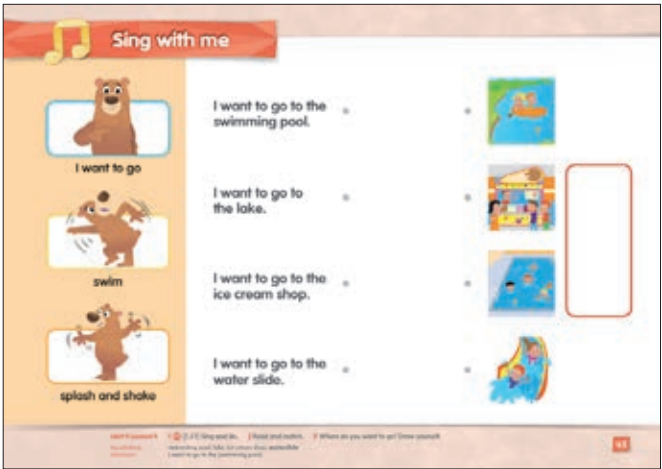 Sing with me
I want to go
swim
splash and shake
I want to go to the
swimming pool.
I want to go to
the lake.
I want to go to the
ice cream shop.
I want to go to the
water slide.
Sing and do. Read and match. Where do you want to go? Draw yourself.
I want to go to the (swimming pool).